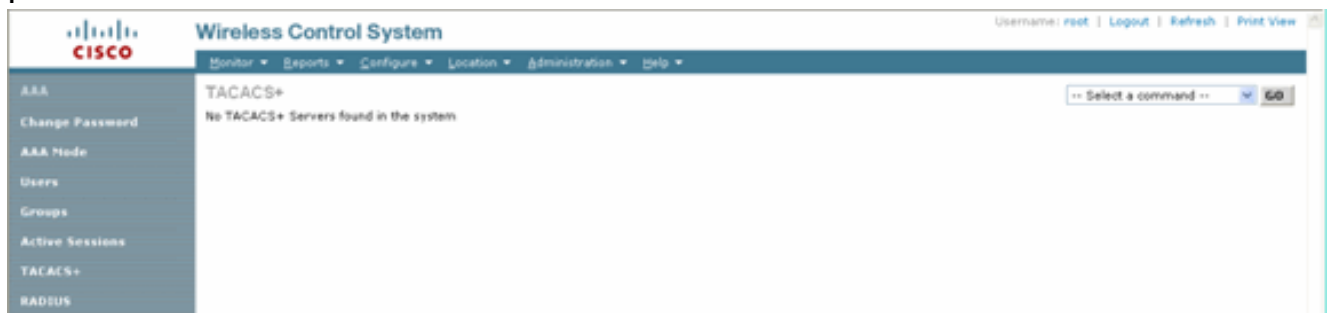 CISCO
Wireless Control System
Username: root | Logout | Refresh | Print View
Monitor Reports Configure Location Administration Help
AAA
Change Password
AAA Mode
Users
Groups
Active Sessions
TACACS+
RADIUS
TACACS+
-- Select a command -- GO
No TACACS+ Servers found in the system